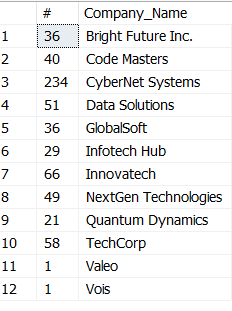 # Company_Name
1 36 Bright Future Inc.
2 40 Code Masters
3 234 CyberNet Systems
4 51 Data Solutions
5 36 GlobalSoft
6 29 Infotech Hub
7 66 Innovatech
8 49 NextGen Technologies
9 21 Quantum Dynamics
10 58 TechCorp
11 1 Valeo
12 1 Vois